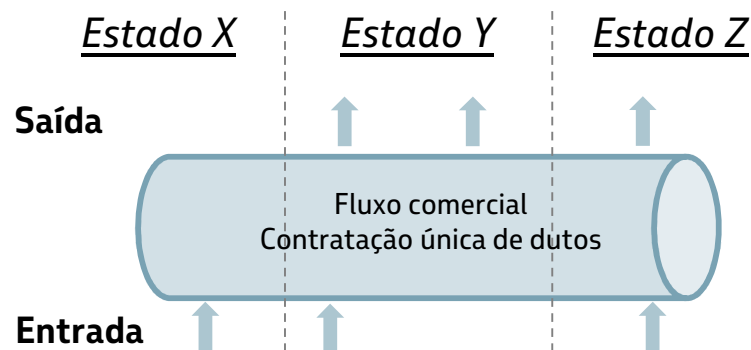 Estado X
Estado Y
Estado Z
Saída
Fluxo comercial
Contratação única de dutos
Entrada